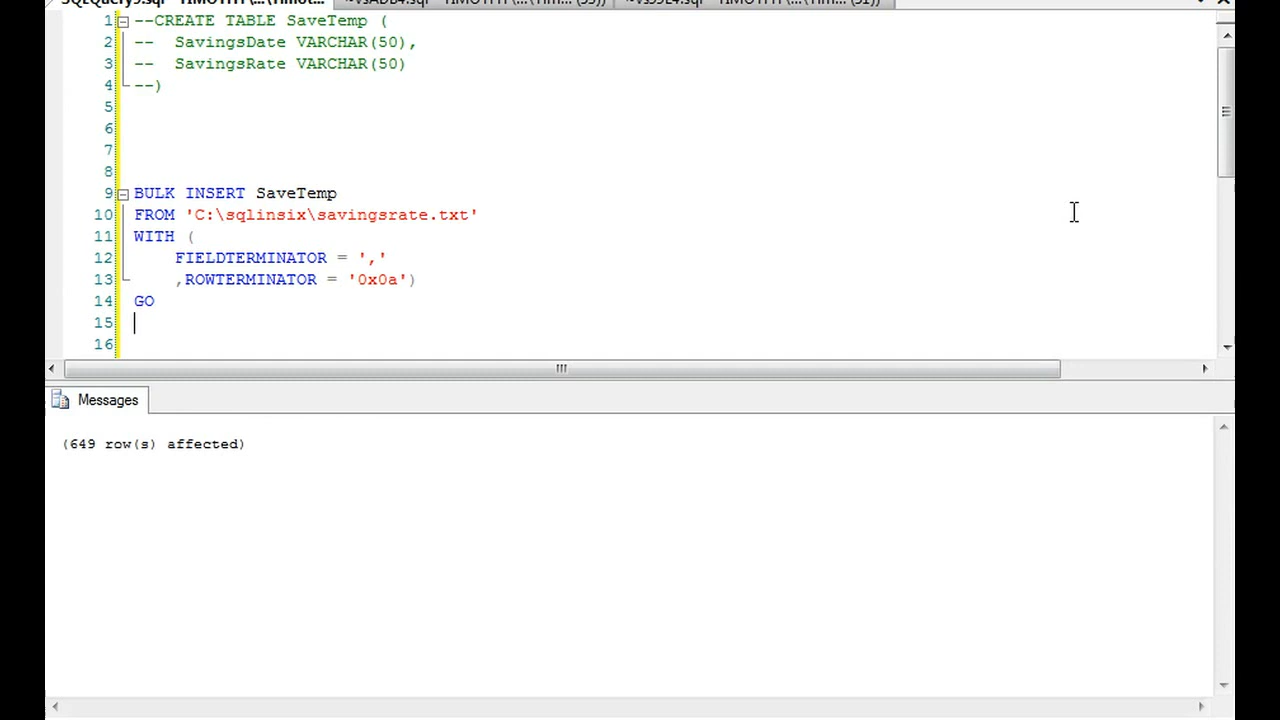 1 --CREATE TABLE SaveTemp (
2 --  SavingsDate VARCHAR(50),
3 --  SavingsRate VARCHAR(50)
4 --)
5
6
7
8
9 BULK INSERT SaveTemp
10 FROM 'C:\sqlinsix\savingsrate.txt'
11 WITH (
12     FIELDTERMINATOR = ','
13     ,ROWTERMINATOR = '0x0a')
14 GO
15
16
Messages
(649 row(s) affected)